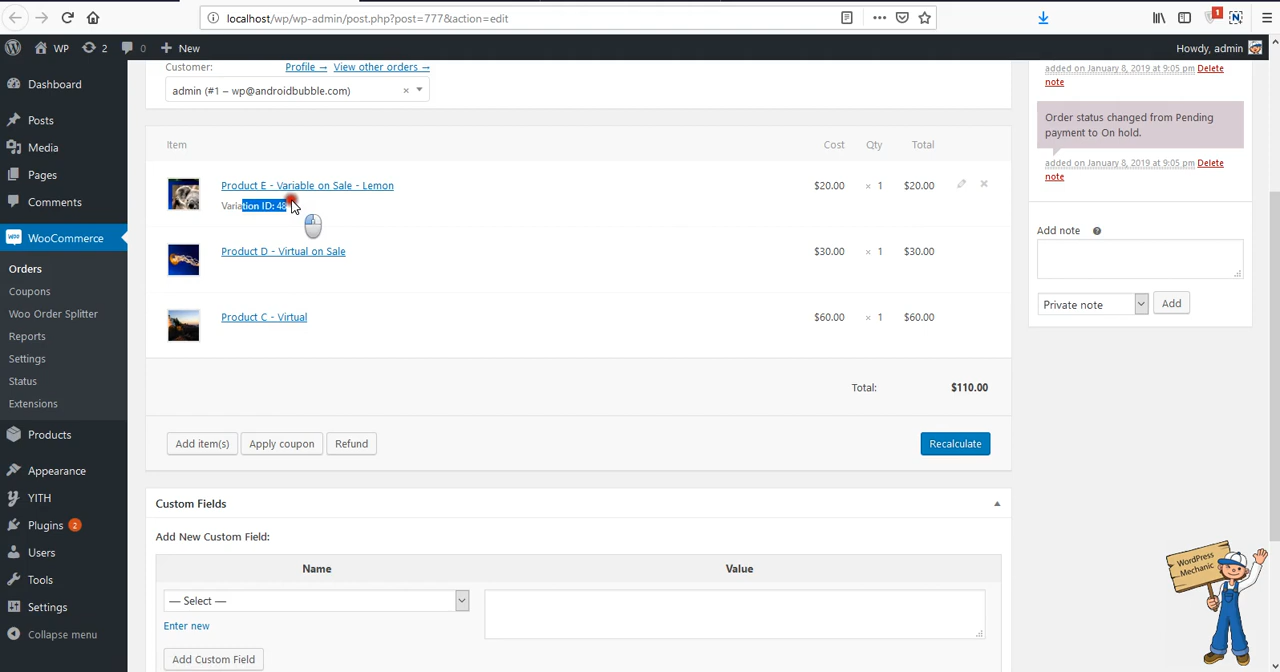 localhost/wp/wp-admin/post.php?post=777&action=edit
1
WP 2 0 New
Howdy, admin
Dashboard
Posts
Media
Pages
Comments
WooCommerce
Orders
Coupons
Woo Order Splitter
Reports
Settings
Status
Extensions
Products
Appearance
YITH
Plugins 2
Users
Tools
Settings
Collapse menu
Customer: Profile → View other orders →
admin (#1 – wp@androidbubble.com) ×
Item Cost Qty Total
Product E - Variable on Sale - Lemon $20.00 × 1 $20.00
Variation ID: 48
Product D - Virtual on Sale $30.00 × 1 $30.00
Product C - Virtual $60.00 × 1 $60.00
Total: $110.00
Add item(s) Apply coupon Refund Recalculate
Custom Fields
Add New Custom Field:
Name Value
— Select —
Enter new
Add Custom Field
added on January 8, 2019 at 9:05 pm Delete
note
Order status changed from Pending
payment to On hold.
added on January 8, 2019 at 9:05 pm Delete
note
Add note ?
Private note Add
WordPress
Mechanic